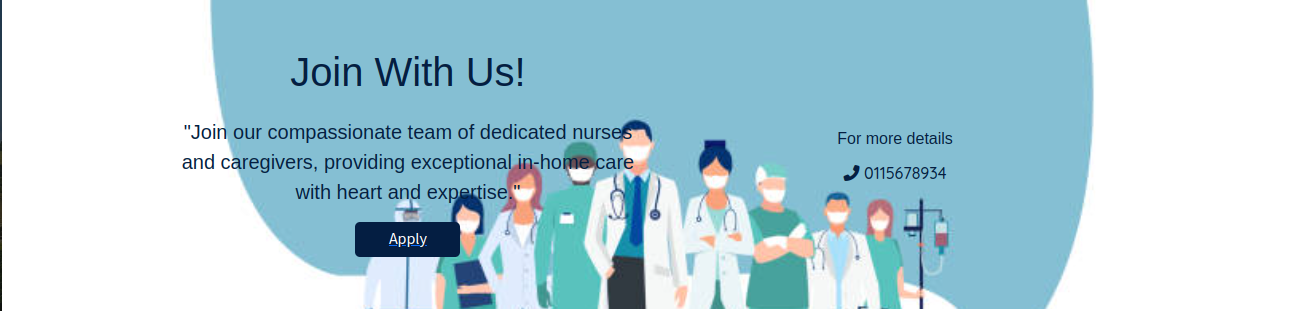 Join With Us!
"Join our compassionate team of dedicated nurses
and caregivers, providing exceptional in-home care
with heart and expertise."
Apply
For more details
0115678934